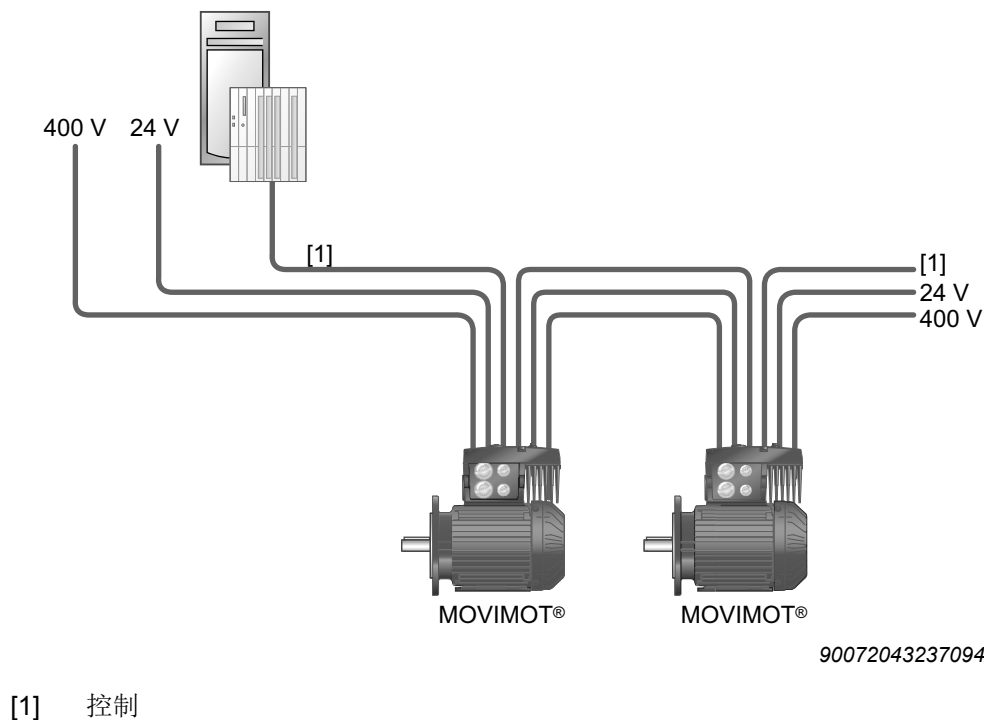 400 V 24 V
[1] [1]
24 V
400 V
MOVIMOT® MOVIMOT®
90072043237094
[1] 控制